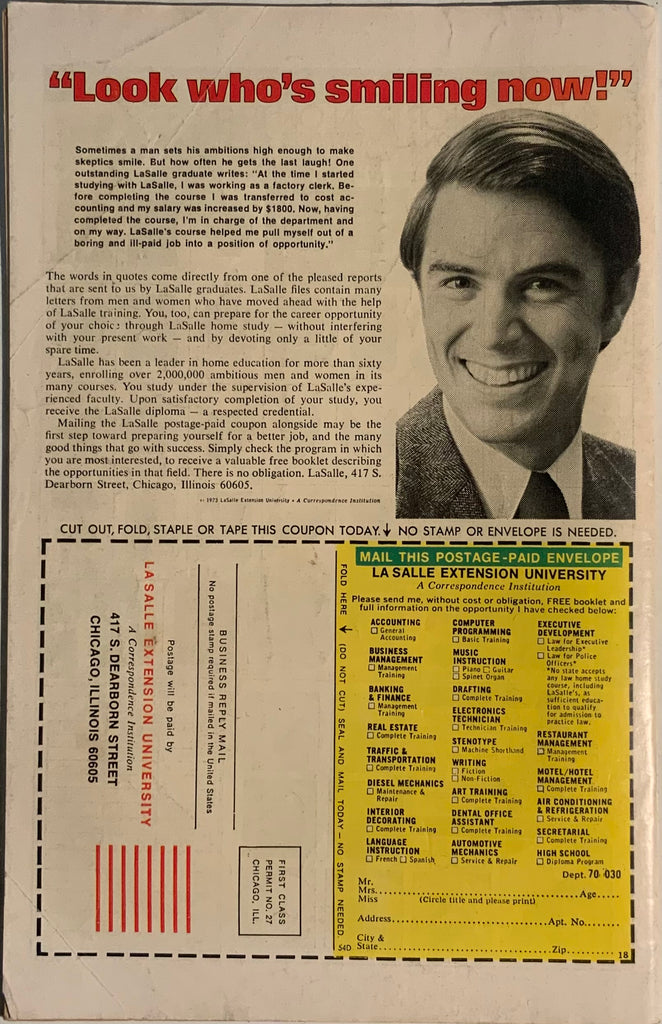 “Look who’s smiling now!”
Sometimes a man sets his ambitions high enough to make
skeptics smile. But how often he gets the last laugh! One
outstanding LaSalle graduate writes: "At the time I started
studying with LaSalle, I was working as a factory clerk. Be-
fore completing the course I was transferred to cost ac-
counting and my salary was increased by $1800. Now, having
completed the course, I'm in charge of the department and
on my way. LaSalle's course helped me pull myself out of a
boring and ill-paid job into a position of opportunity."
The words in quotes come directly from one of the pleased reports
that are sent to us by LaSalle graduates. LaSalle files contain many
letters from men and women who have moved ahead with the help
of LaSalle training. You, too, can prepare for the career opportunity
of your choice through LaSalle home study — without interfering
with your present work — and by devoting only a little of your
spare time.
LaSalle has been a leader in home education for more than sixty
years, enrolling over 2,000,000 ambitious men and women in its
many courses. You study under the supervision of LaSalle's expe-
rienced faculty. Upon satisfactory completion of your study, you
receive the LaSalle diploma — a respected credential.
Mailing the LaSalle postage-paid coupon alongside may be the
first step toward preparing yourself for a better job, and the many
good things that go with success. Simply check the program in which
you are most interested, to receive a valuable free booklet describing
the opportunities in that field. There is no obligation. LaSalle, 417 S.
Dearborn Street, Chicago, Illinois 60605.
© 1973 LaSalle Extension University • A Correspondence Institution
CUT OUT, FOLD, STAPLE OR TAPE THIS COUPON TODAY. ↓ NO STAMP OR ENVELOPE IS NEEDED.
BUSINESS REPLY MAIL
No postage stamp required if mailed in the United States
Postage will be paid by
LA SALLE EXTENSION UNIVERSITY
A Correspondence Institution
417 S. DEARBORN STREET
CHICAGO, ILLINOIS 60605
FIRST CLASS
PERMIT NO. 27
CHICAGO, ILL.
FOLD HERE ↓ (DO NOT CUT) SEAL AND MAIL TODAY — NO STAMP NEEDED
MAIL THIS POSTAGE-PAID ENVELOPE
LA SALLE EXTENSION UNIVERSITY
A Correspondence Institution
Please send me, without cost or obligation, FREE booklet and
full information on the opportunity I have checked below:
ACCOUNTING
☐ General
Accounting
BUSINESS
MANAGEMENT
☐ Management
Training
BANKING
& FINANCE
☐ Management
Training
REAL ESTATE
☐ Complete Training
TRAFFIC &
TRANSPORTATION
☐ Complete Training
DIESEL MECHANICS
☐ Maintenance &
Repair
INTERIOR
DECORATING
☐ Complete Training
LANGUAGE
INSTRUCTION
☐ French ☐ Spanish
COMPUTER
PROGRAMMING
☐ Basic Training
MUSIC
INSTRUCTION
☐ Piano ☐ Guitar
☐ Spinet Organ
DRAFTING
☐ Complete Training
ELECTRONICS
TECHNICIAN
☐ Technician Training
STENOTYPE
☐ Machine Shorthand
WRITING
☐ Fiction
☐ Non-Fiction
ART TRAINING
☐ Complete Training
DENTAL OFFICE
ASSISTANT
☐ Complete Training
AUTOMOTIVE
MECHANICS
☐ Service & Repair
EXECUTIVE
DEVELOPMENT
☐ Law for Executive
Leadership*
☐ Law for Police
Officers*
*No state accepts
any law home study
course, including
LaSalle's, as
sufficient educa-
tion to qualify
for admission to
practice law.
RESTAURANT
MANAGEMENT
☐ Management
Training
MOTEL/HOTEL
MANAGEMENT
☐ Complete Training
AIR CONDITIONING
& REFRIGERATION
☐ Service & Repair
SECRETARIAL
☐ Complete Training
HIGH SCHOOL
☐ Diploma Program
Dept. 70 030
Mr.
Mrs.......Age.....
Miss (Circle title and please print)
Address.......Apt. No.......
City &
State.......Zip.......
54D
18